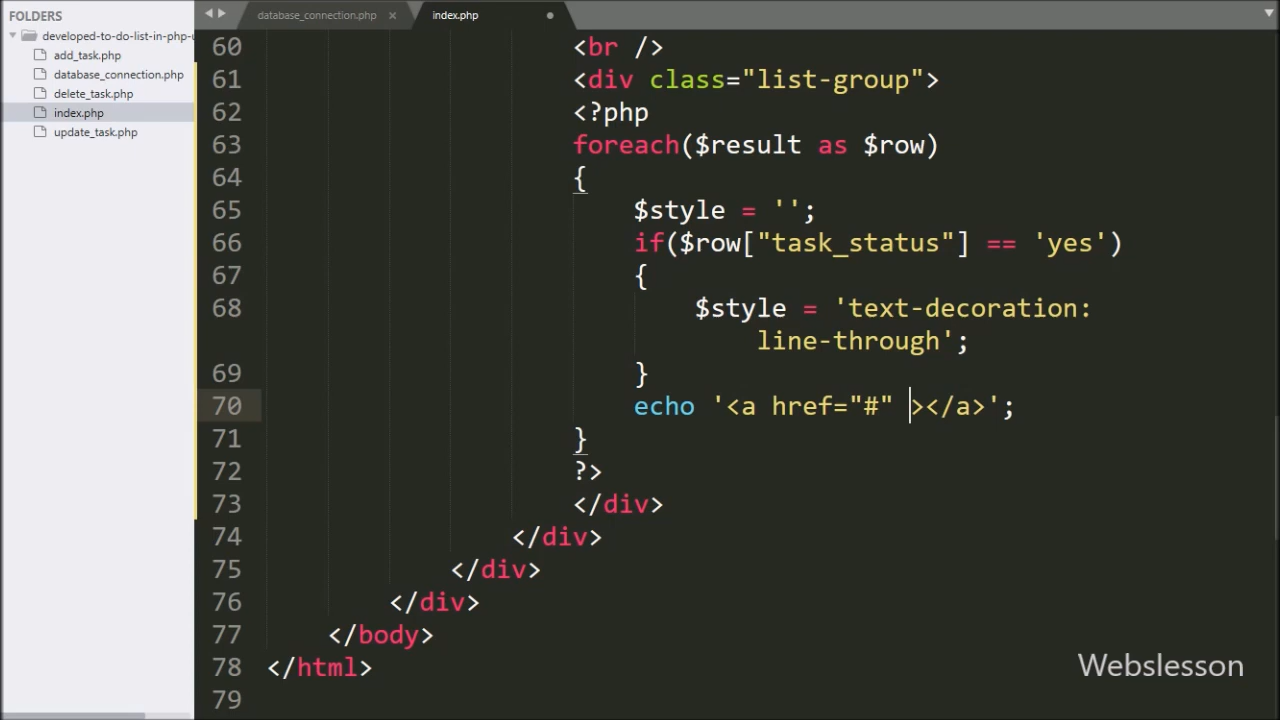 FOLDERS
developed-to-do-list-in-php-u
add_task.php
database_connection.php
delete_task.php
index.php
update_task.php
database_connection.php ×
index.php
60 <br />
61 <div class="list-group">
62 <?php
63 foreach($result as $row)
64 {
65 $style = '';
66 if($row["task_status"] == 'yes')
67 {
68 $style = 'text-decoration:
line-through';
69 }
70 echo '<a href="#" ></a>';
71 }
72 ?>
73 </div>
74 </div>
75 </div>
76 </div>
77 </body>
78 </html>
79
Webslesson